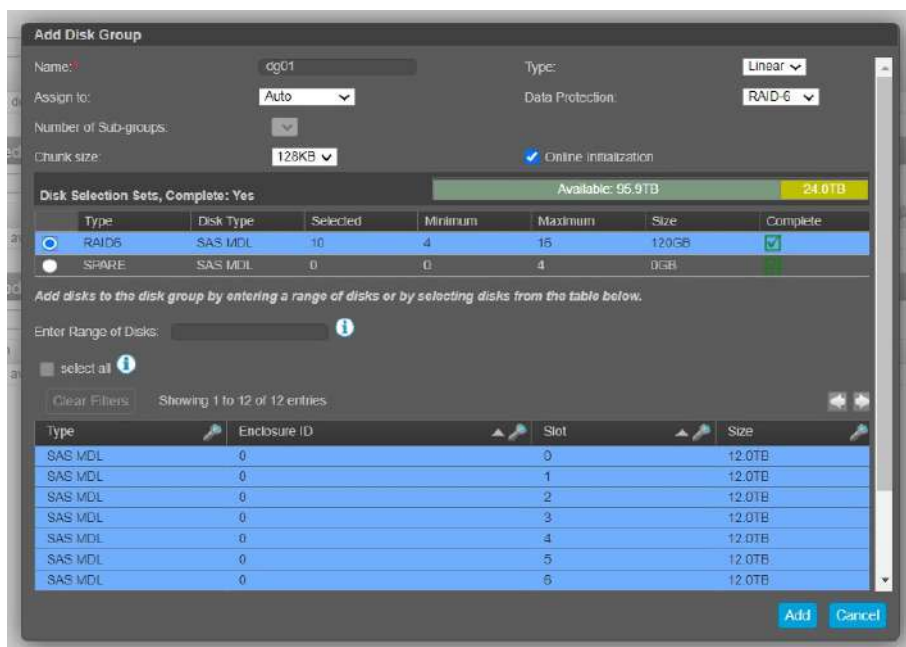 Add Disk Group
Name:* dg01 Type: Linear
Assign to: Auto Data Protection: RAID-6
Number of Sub-groups:
Chunk size: 128KB Online Initialization
Disk Selection Sets, Complete: Yes Available: 95.9TB 24.0TB
Type Disk Type Selected Minimum Maximum Size Complete
RAID6 SAS MDL 10 4 16 120GB
SPARE SAS MDL 0 0 4 0GB
Add disks to the disk group by entering a range of disks or by selecting disks from the table below.
Enter Range of Disks:
select all
Clear Filters Showing 1 to 12 of 12 entries
Type Enclosure ID Slot Size
SAS MDL 0 0 12.0TB
SAS MDL 0 1 12.0TB
SAS MDL 0 2 12.0TB
SAS MDL 0 3 12.0TB
SAS MDL 0 4 12.0TB
SAS MDL 0 5 12.0TB
SAS MDL 0 6 12.0TB
Add Cancel